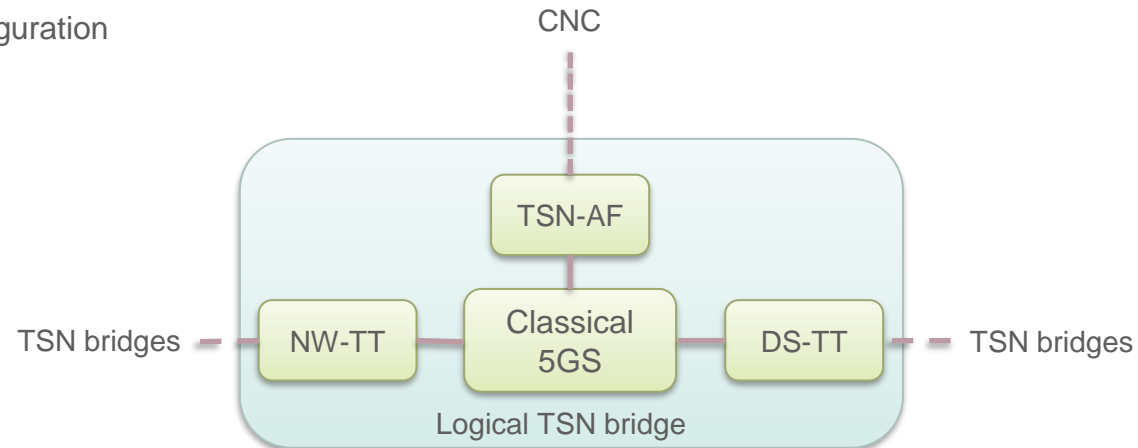 CNC
guration
TSN-AF
TSN bridges
NW-TT
Classical
5GS
DS-TT
TSN bridges
Logical TSN bridge